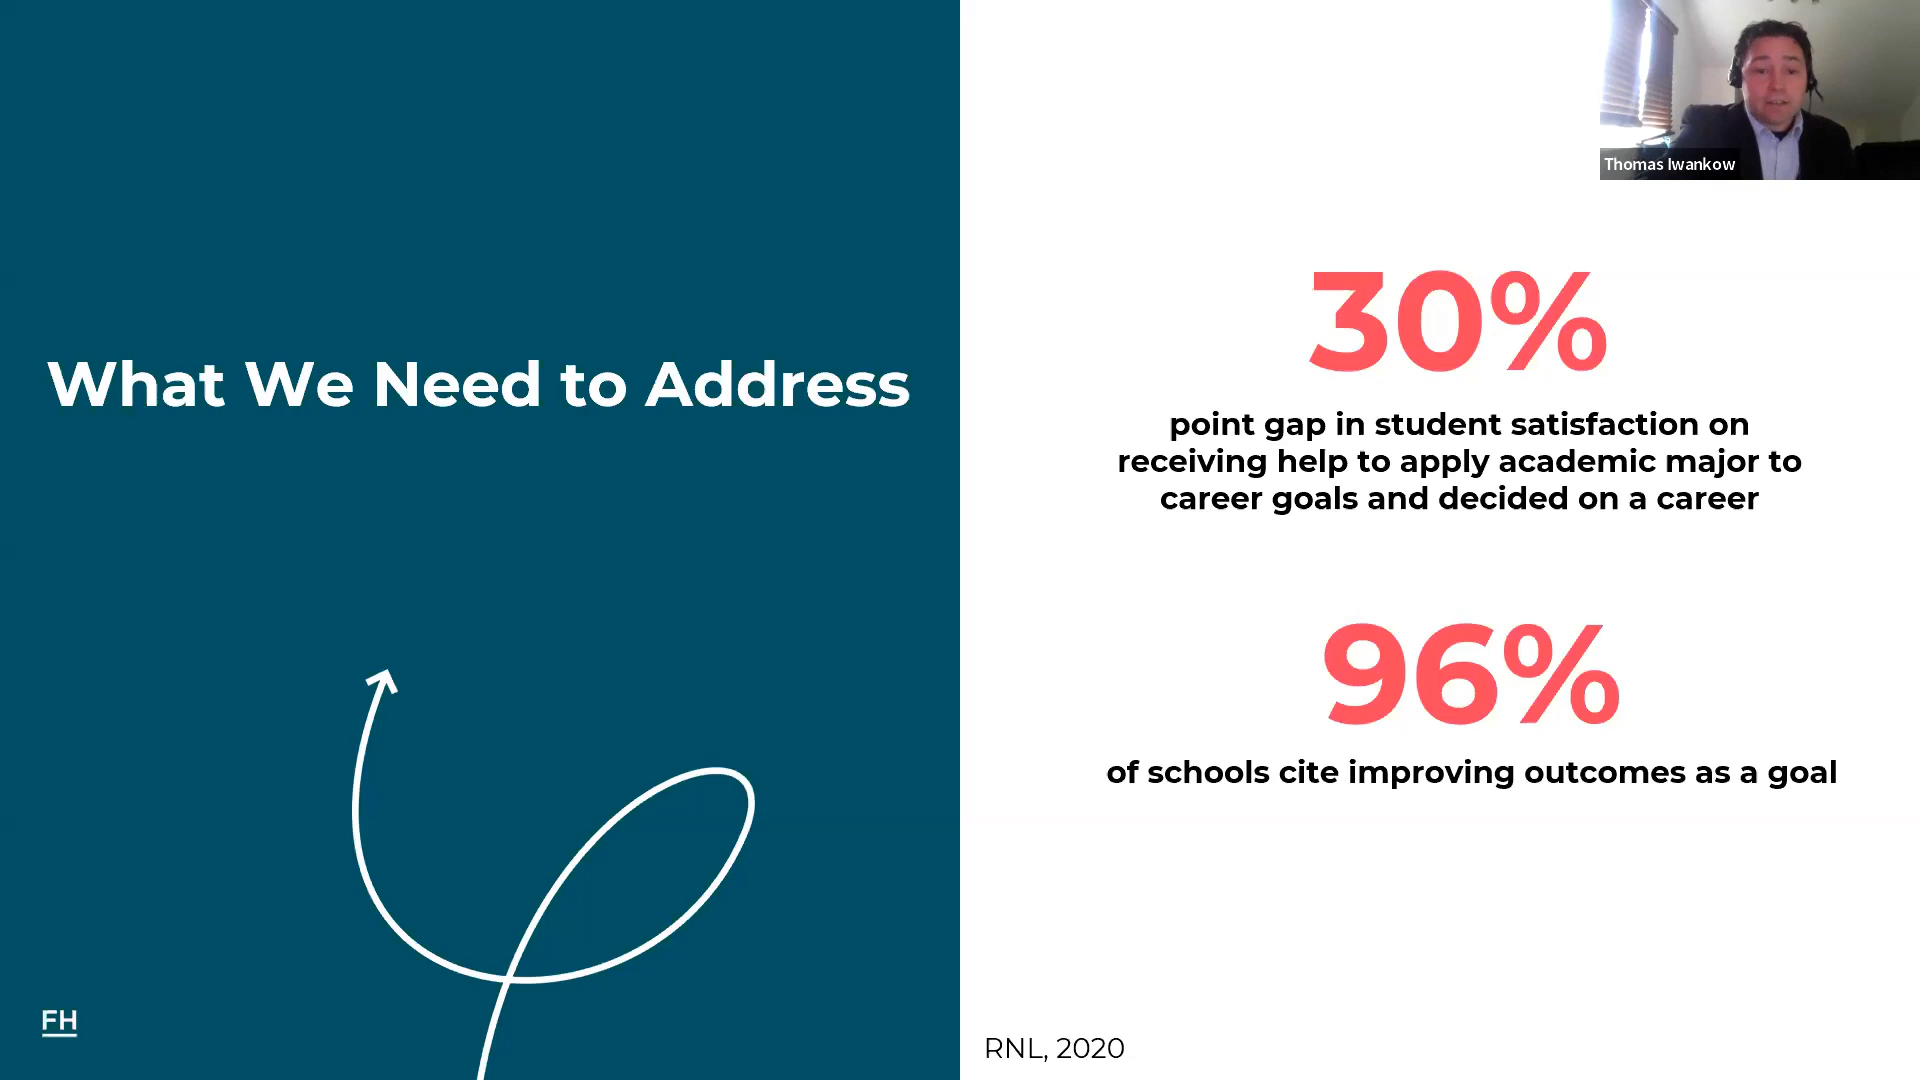 What We Need to Address
FH
Thomas Iwankow
30%
point gap in student satisfaction on
receiving help to apply academic major to
career goals and decided on a career
96%
of schools cite improving outcomes as a goal
RNL, 2020